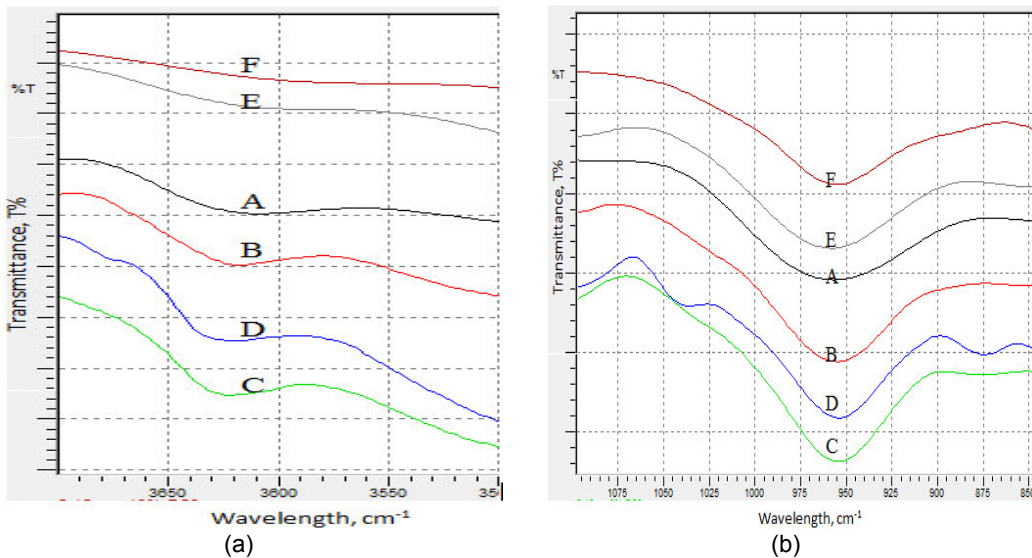 %T
Transmittance, T%
F
E
A
B
D
C
3650
3600
3550
Wavelength, cm-1
(a)
%T
Transmittance, T%
F
E
A
B
D
C
1075
1050
1025
1000
975
950
925
900
875
Wavelength, cm-1
(b)